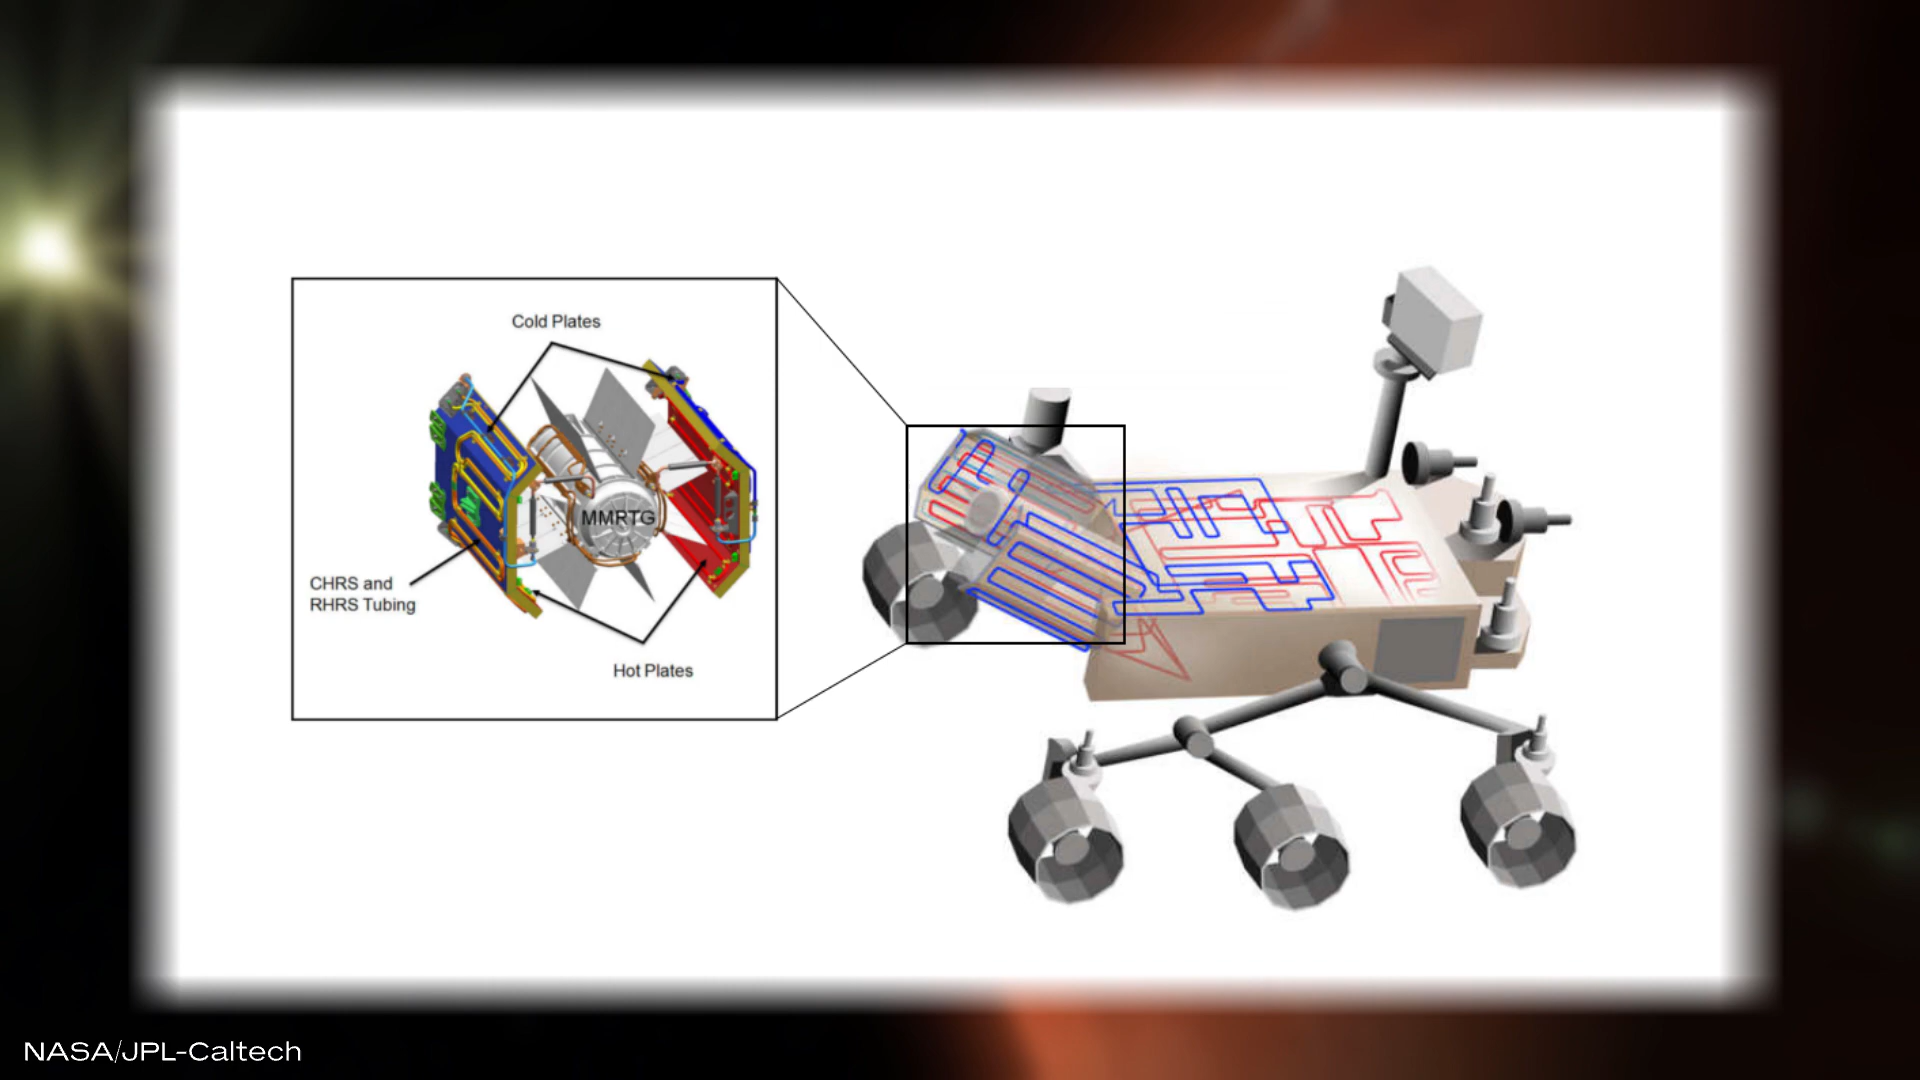 Cold Plates
MMRTG
CHRS and
RHRS Tubing
Hot Plates
NASA/JPL-Caltech